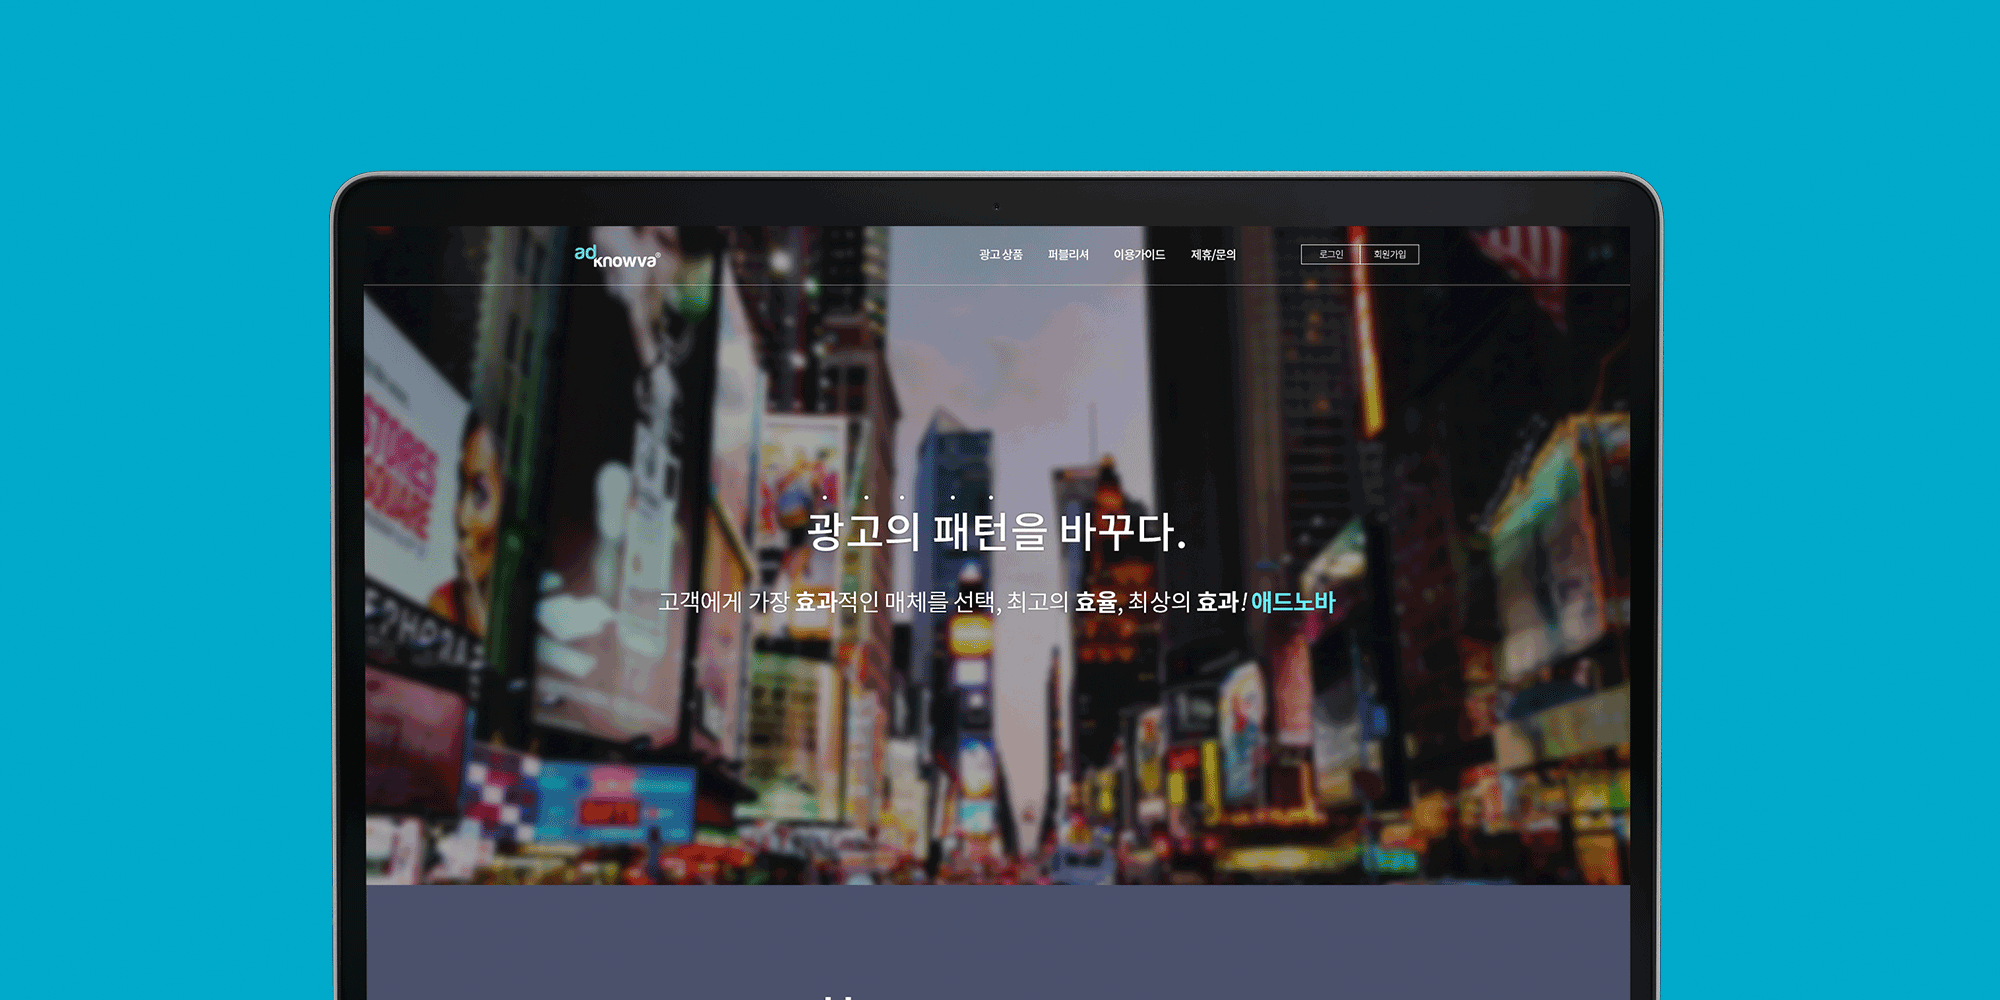 adknowva®
광고 상품 퍼블리셔 이용가이드 제휴/문의 로그인 회원가입
광고의 패턴을 바꾸다.
고객에게 가장 효과적인 매체를 선택, 최고의 효율, 최상의 효과! 애드노바